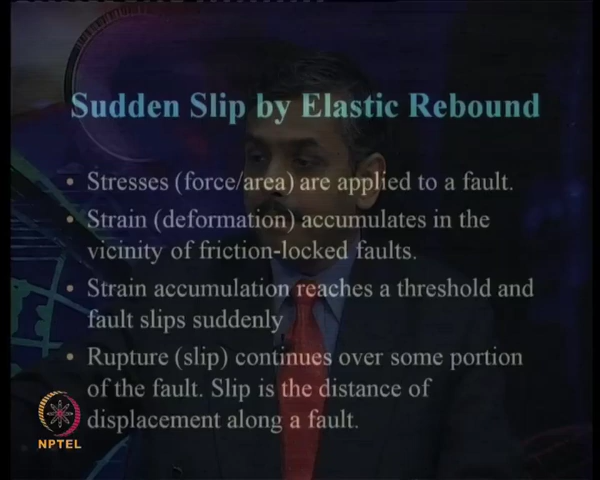 Sudden Slip by Elastic Rebound
• Stresses (force/area) are applied to a fault.
• Strain (deformation) accumulates in the
vicinity of friction-locked faults.
• Strain accumulation reaches a threshold and
fault slips suddenly
• Rupture (slip) continues over some portion
of the fault. Slip is the distance of
displacement along a fault.
NPTEL